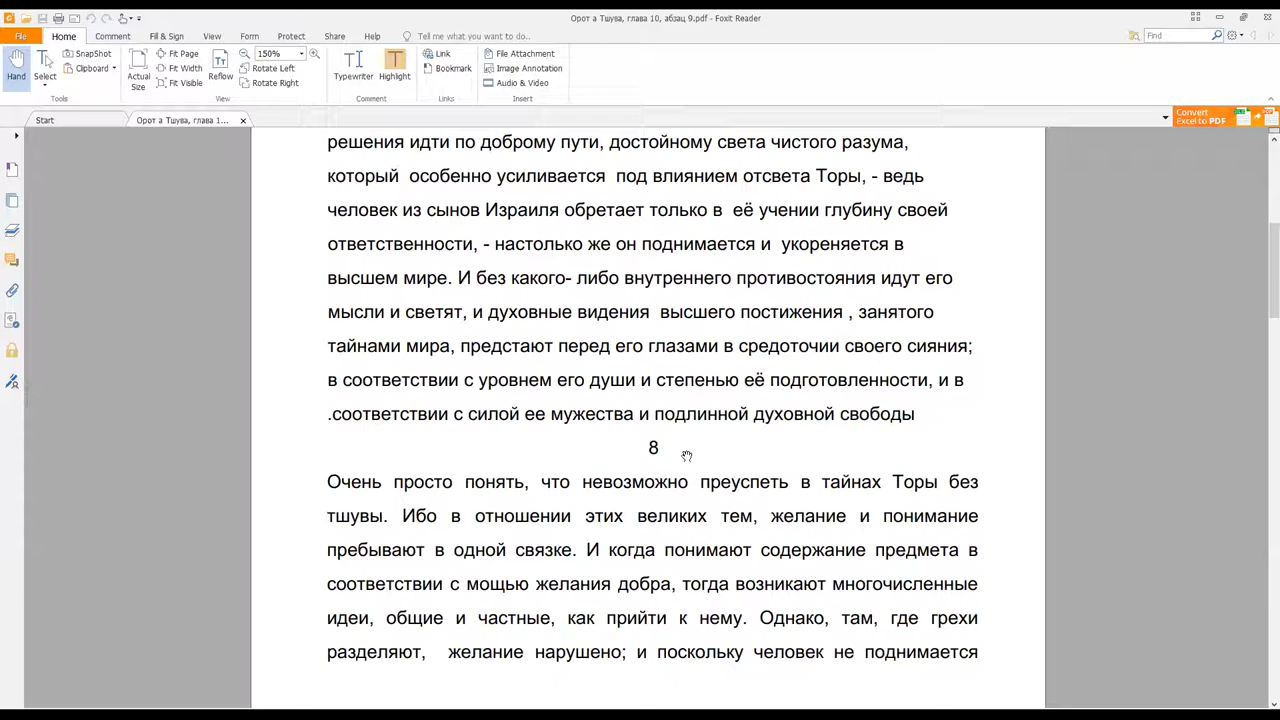 Орот а Тшува, глава 10, абзац 9.pdf - Foxit Reader
File Home Comment Fill & Sign View Form Protect Share Help Tell me what you want to do.. Find
Hand Select SnapShot Clipboard Actual Size Fit Page Fit Width Fit Visible Reflow 150% Rotate Left Rotate Right Typewriter Highlight Link Bookmark File Attachment Image Annotation Audio & Video
Tools View Comment Links Insert
Start Орот а Тшува, глава 1... Convert Excel to PDF
решения идти по доброму пути, достойному света чистого разума,
который особенно усиливается под влиянием отсвета Торы, - ведь
человек из сынов Израиля обретает только в её учении глубину своей
ответственности, - настолько же он поднимается и укореняется в
высшем мире. И без какого- либо внутреннего противостояния идут его
мысли и светят, и духовные видения высшего постижения , занятого
тайнами мира, предстают перед его глазами в средоточии своего сияния;
в соответствии с уровнем его души и степенью её подготовленности, и в
.соответствии с силой ее мужества и подлинной духовной свободы
8
Очень просто понять, что невозможно преуспеть в тайнах Торы без
тшувы. Ибо в отношении этих великих тем, желание и понимание
пребывают в одной связке. И когда понимают содержание предмета в
соответствии с мощью желания добра, тогда возникают многочисленные
идеи, общие и частные, как прийти к нему. Однако, там, где грехи
разделяют, желание нарушено; и поскольку человек не поднимается